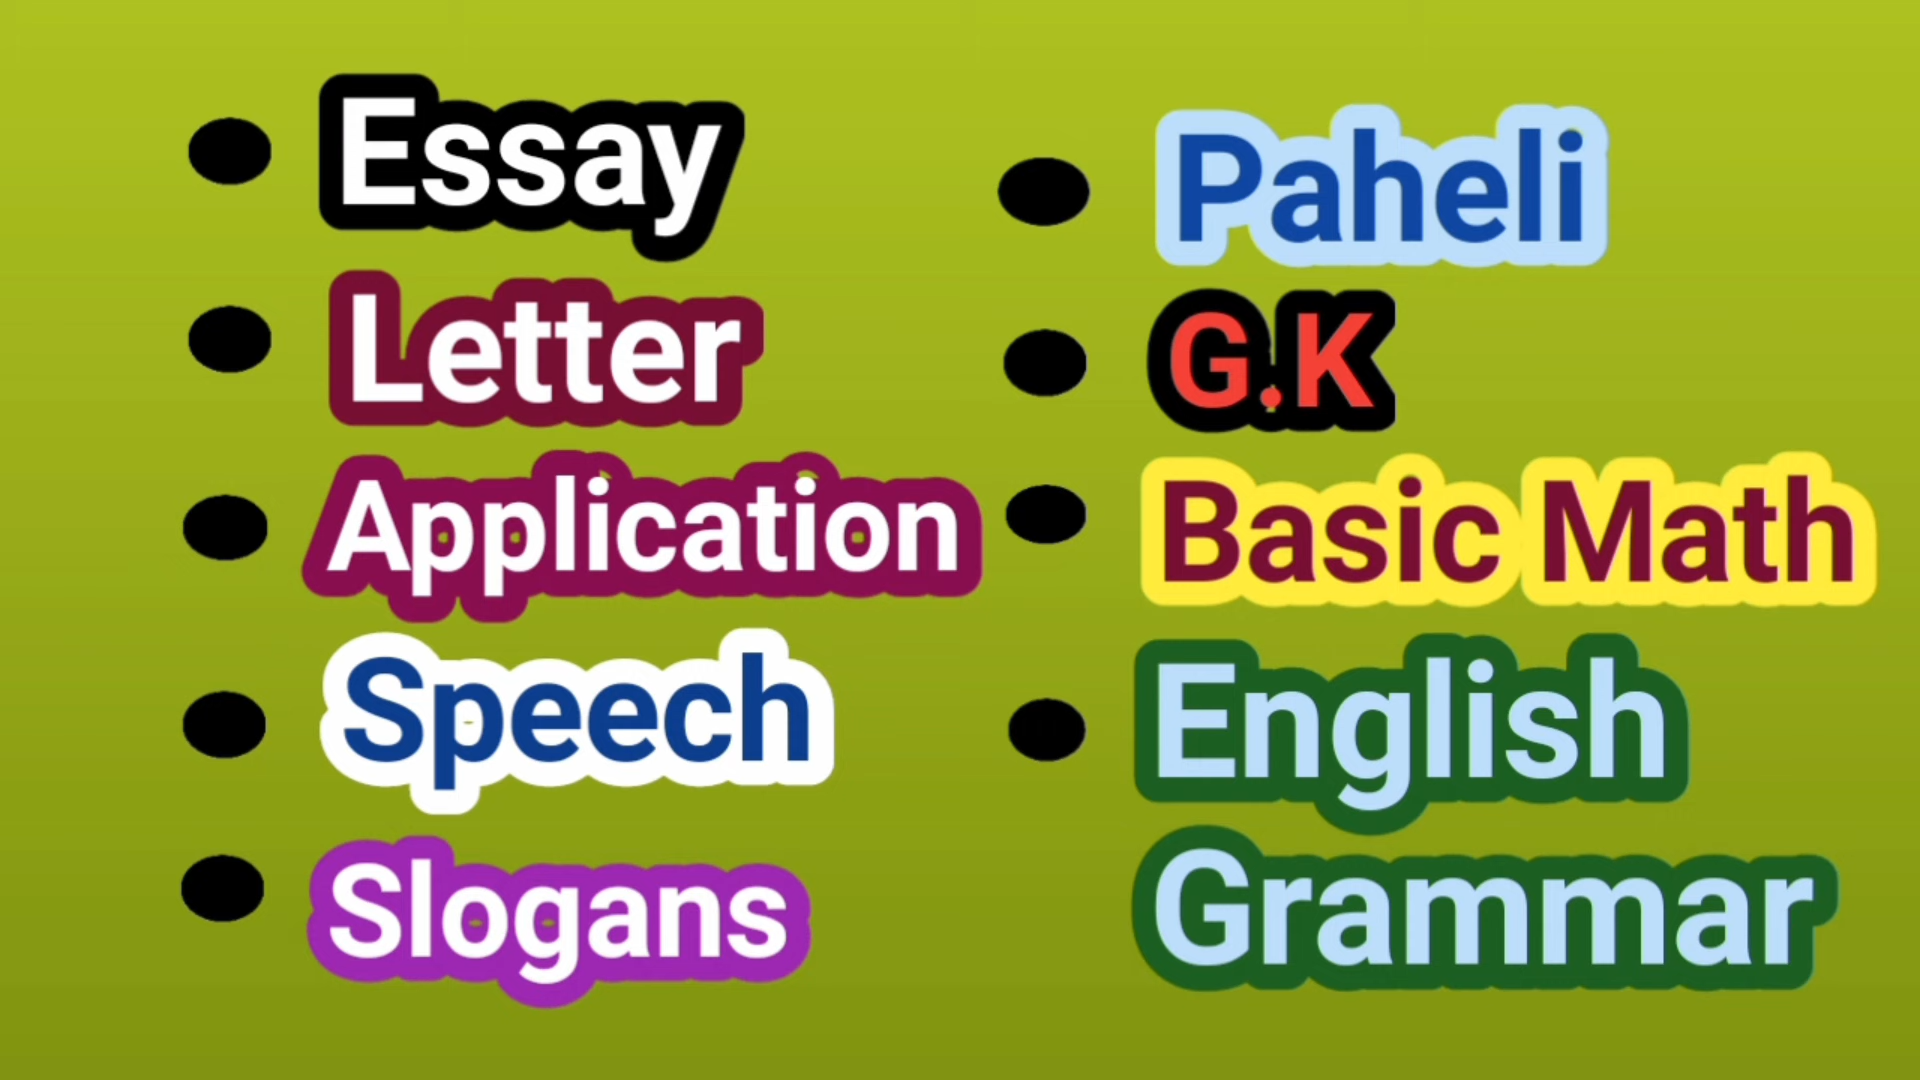 Essay
Letter
Application
Speech
Slogans
Paheli
G.K
Basic Math
English
Grammar